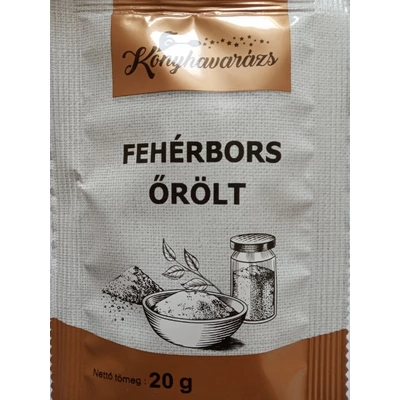 Konyhavarázs
FEHÉRBORS
ŐRÖLT
Nettó tömeg : 20 g